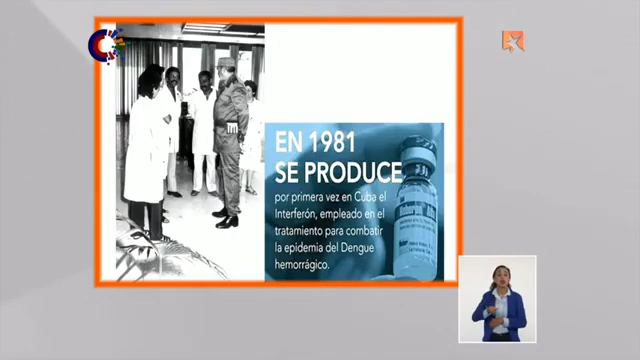 EN 1981
SE PRODUCE
por primera vez en Cuba el
Interferón, empleado en el
tratamiento para combatir
la epidemia del Dengue
hemorrágico.